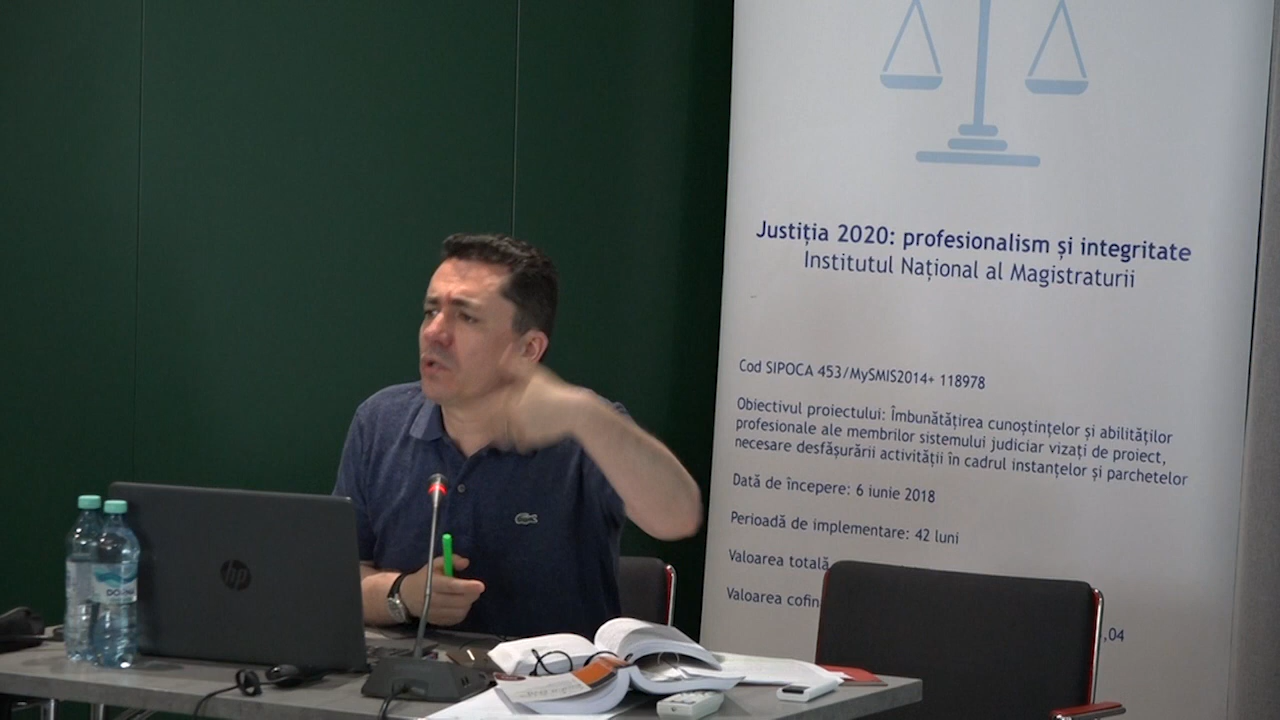 Justiția 2020: profesionalism și integritate
Institutul Național al Magistraturii
Cod SIPOCA 453/MySMIS2014+ 118978
Obiectivul proiectului: Îmbunătățirea cunoștințelor și abilităților
profesionale ale membrilor sistemului judiciar vizați de proiect,
necesare desfășurării activității în cadrul instanțelor și parchetelor
Dată de începere: 6 iunie 2018
Perioadă de implementare: 42 luni
Valoarea totală
Valoarea cofin
,04
hp